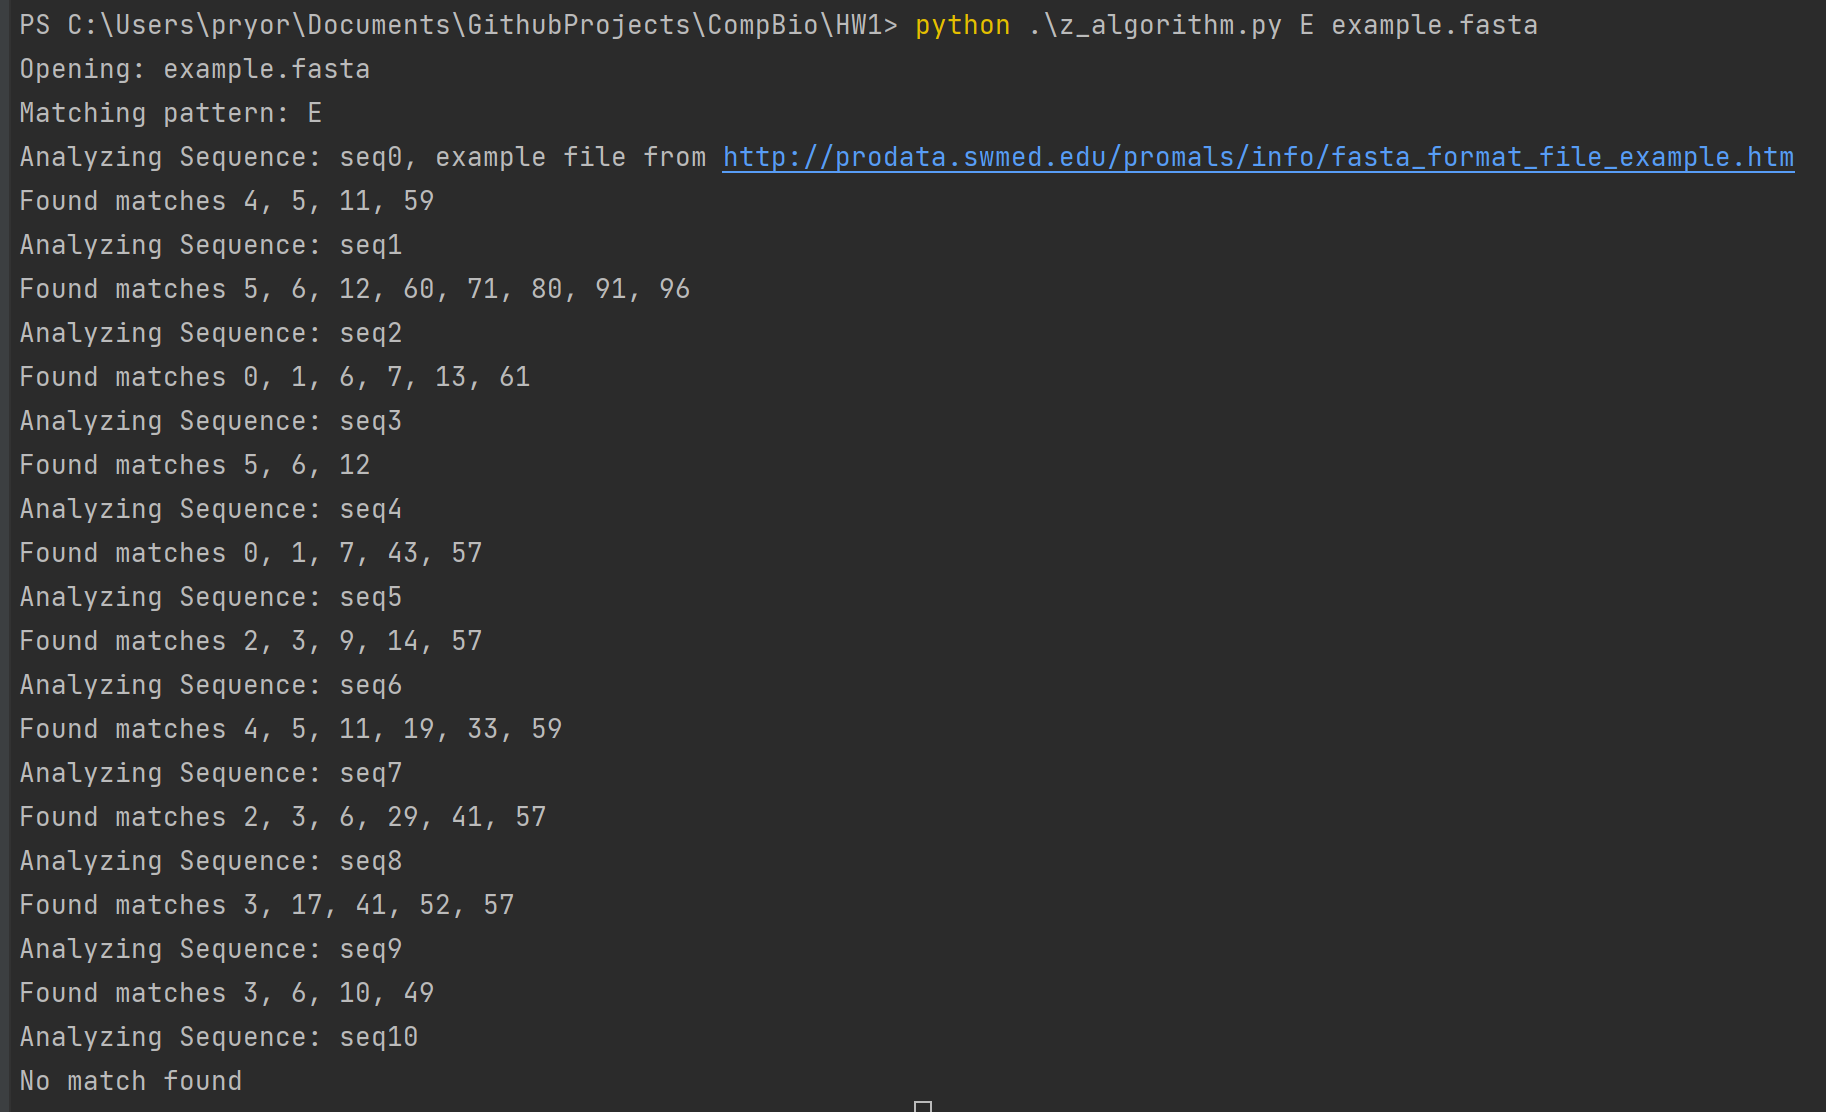 PS C:\Users\pryor\Documents\GithubProjects\CompBio\HW1> python .\z_algorithm.py E example.fasta
Opening: example.fasta
Matching pattern: E
Analyzing Sequence: seq0, example file from http://prodata.swmed.edu/promals/info/fasta_format_file_example.htm
Found matches 4, 5, 11, 59
Analyzing Sequence: seq1
Found matches 5, 6, 12, 60, 71, 80, 91, 96
Analyzing Sequence: seq2
Found matches 0, 1, 6, 7, 13, 61
Analyzing Sequence: seq3
Found matches 5, 6, 12
Analyzing Sequence: seq4
Found matches 0, 1, 7, 43, 57
Analyzing Sequence: seq5
Found matches 2, 3, 9, 14, 57
Analyzing Sequence: seq6
Found matches 4, 5, 11, 19, 33, 59
Analyzing Sequence: seq7
Found matches 2, 3, 6, 29, 41, 57
Analyzing Sequence: seq8
Found matches 3, 17, 41, 52, 57
Analyzing Sequence: seq9
Found matches 3, 6, 10, 49
Analyzing Sequence: seq10
No match found